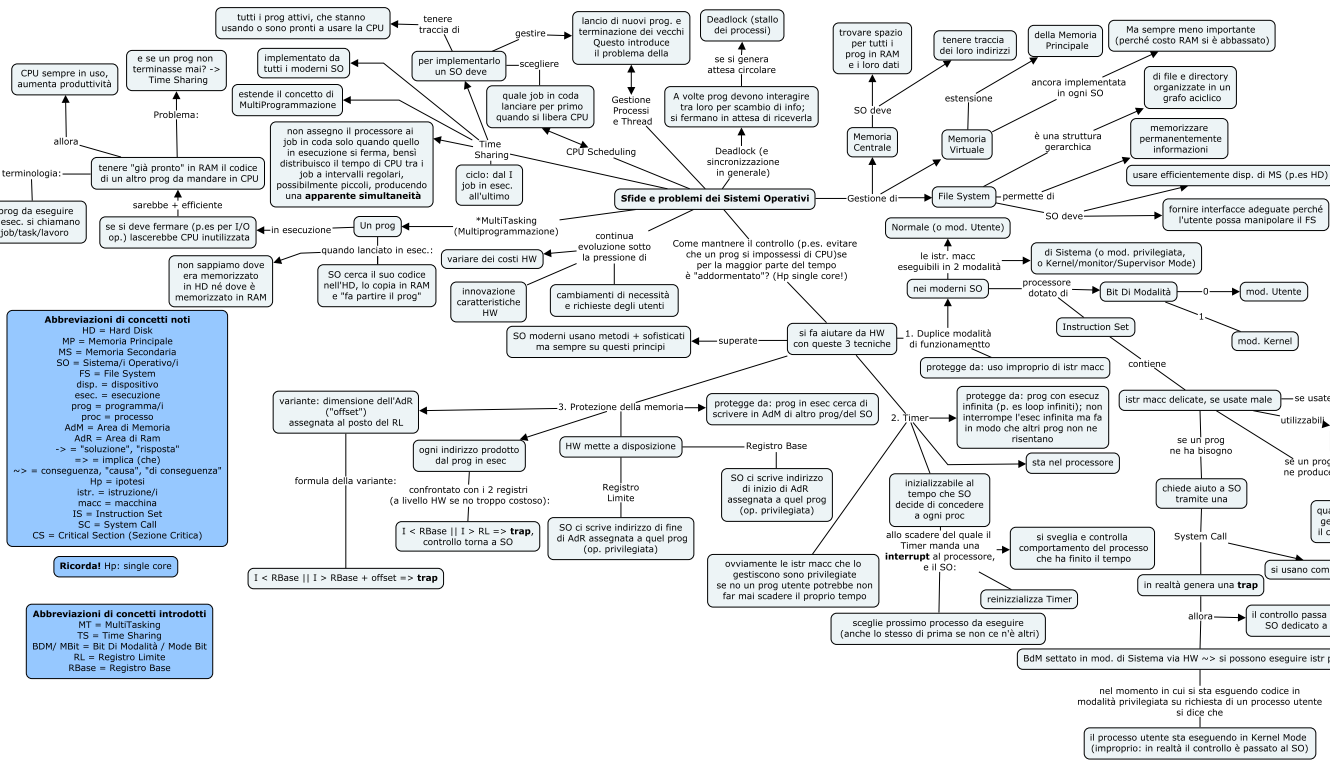 tutti i prog attivi, che stanno
usando o sono pronti a usare la CPU
tenere
traccia di
implementato da
tutti i moderni SO
per implementarlo
un SO deve
gestire
scegliere
lancio di nuovi prog. e
terminazione dei vecchi
Questo introduce
il problema della
quale job in coda
lanciare per primo
quando si libera CPU
Gestione
Processi
e Thread
CPU Scheduling
Deadlock (stallo
dei processi)
se si genera
attesa circolare
A volte prog devono interagire
tra loro per scambio di info;
si fermano in attesa di riceverla
Deadlock (e
sincronizzazione
in generale)
trovare spazio
per tutti i
prog in RAM
e i loro dati
tenere traccia
dei loro indirizzi
SO deve
Memoria
Centrale
della Memoria
Principale
estensione
Memoria
Virtuale
Ma sempre meno importante
(perché costo RAM si è abbassato)
ancora implementata
in ogni SO
di file e directory
organizzate in un
grafo aciclico
è una struttura
gerarchica
memorizzare
permanentemente
informazioni
usare efficientemente disp. di MS (p.es HD)
fornire interfacce adeguate perché
l'utente possa manipolare il FS
File System
permette di
SO deve
Gestione di
Sfide e problemi dei Sistemi Operativi
CPU sempre in uso,
aumenta produttività
e se un prog non
terminasse mai? ->
Time Sharing
Problema:
allora
estende il concetto di
MultiProgrammazione
non assegno il processore ai
job in coda solo quando quello
in esecuzione si ferma, bensì
distribuisco il tempo di CPU tra i
job a intervalli regolari,
possibilmente piccoli, producendo
una apparente simultaneità
Time
Sharing
ciclo: dal I
job in esec.
all'ultimo
terminologia:
tenere "già pronto" in RAM il codice
di un altro prog da mandare in CPU
prog da eseguire
esec. si chiamano
job/task/lavoro
sarebbe + efficiente
se si deve fermare (p.es per I/O
op.) lascerebbe CPU inutilizzata
in esecuzione
Un prog
*MultiTasking
(Multiprogrammazione)
quando lanciato in esec.:
non sappiamo dove
era memorizzato
in HD né dove è
memorizzato in RAM
SO cerca il suo codice
nell'HD, lo copia in RAM
e "fa partire il prog"
continua
evoluzione sotto
la pressione di
variare dei costi HW
innovazione
caratteristiche
HW
cambiamenti di necessità
e richieste degli utenti
Come mantnere il controllo (p.es. evitare
che un prog si impossessi di CPU)se
per la maggior parte del tempo
è "addormentato"? (Hp single core!)
Normale (o mod. Utente)
le istr. macc
eseguibili in 2 modalità
di Sistema (o mod. privilegiata,
o Kernel/monitor/Supervisor Mode)
nei moderni SO
processore
dotato di
Bit Di Modalità
0
mod. Utente
1
mod. Kernel
Instruction Set
contiene
SO moderni usano metodi + sofisticati
ma sempre su questi principi
superate
si fa aiutare da HW
con queste 3 tecniche
1. Duplice modalità
di funzionamentto
protegge da: uso improprio di istr macc
Abbreviazioni di concetti noti
HD = Hard Disk
MP = Memoria Principale
MS = Memoria Secondaria
SO = Sistema/i Operativo/i
FS = File System
disp. = dispositivo
esec. = esecuzione
prog = programma/i
proc = processo
AdM = Area di Memoria
AdR = Area di Ram
-> = "soluzione", "risposta"
=> = implica (che)
~> = conseguenza, "causa", "di conseguenza"
Hp = ipotesi
istr. = istruzione/i
macc = macchina
IS = Instruction Set
SC = System Call
CS = Critical Section (Sezione Critica)
Ricorda! Hp: single core
Abbreviazioni di concetti introdotti
MT = MultiTasking
TS = Time Sharing
BDM/ MBit = Bit Di Modalità / Mode Bit
RL = Registro Limite
RBase = Registro Base
variante: dimensione dell'AdR
("offset")
assegnata al posto del RL
3. Protezione della memoria
protegge da: prog in esec cerca di
scrivere in AdM di altro prog/del SO
ogni indirizzo prodotto
dal prog in esec
HW mette a disposizione
Registro Base
formula della variante:
confrontato con i 2 registri
(a livello HW se no troppo costoso):
Registro
Limite
SO ci scrive indirizzo
di inizio di AdR
assegnata a quel prog
(op. privilegiata)
I < RBase || I > RL => trap,
controllo torna a SO
SO ci scrive indirizzo di fine
di AdR assegnata a quel prog
(op. privilegiata)
I < RBase || I > RBase + offset => trap
2. Timer
protegge da: prog con esecuz
infinita (p. es loop infiniti); non
interrompe l'esec infinita ma fa
in modo che altri prog non ne
risentano
sta nel processore
inizializzabile al
tempo che SO
decide di concedere
a ogni proc
allo scadere del quale il
Timer manda una
interrupt al processore,
e il SO:
si sveglia e controlla
comportamento del processo
che ha finito il tempo
reinizzializza Timer
ovviamente le istr macc che lo
gestiscono sono privilegiate
se no un prog utente potrebbe non
far mai scadere il proprio tempo
sceglie prossimo processo da eseguire
(anche lo stesso di prima se non ce n'è altri)
istr macc delicate, se usate male
se usate
utilizzabili
se un prog
ne ha bisogno
se un prog
ne produce
chiede aiuto a SO
tramite una
System Call
si usano com
in realtà genera una trap
allora
il controllo passa
SO dedicato a
BdM settato in mod. di Sistema via HW ~> si possono eseguire istr p
nel momento in cui si sta esguendo codice in
modalità privilegiata su richiesta di un processo utente
si dice che
il processo utente sta eseguendo in Kernel Mode
(improprio: in realtà il controllo è passato al SO)